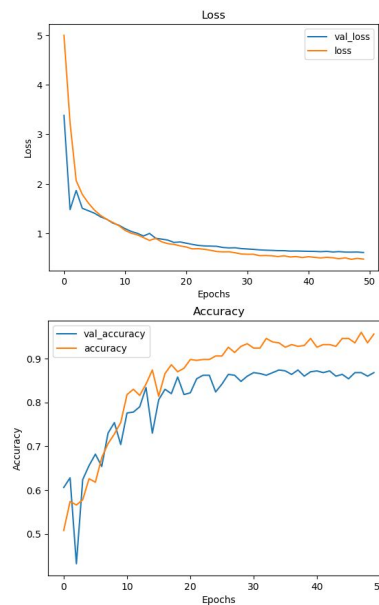 Loss
5
4
3
2
1
Loss
val_loss
loss
0 10 20 30 40 50
Epochs
Accuracy
0.9
0.8
0.7
0.6
0.5
Accuracy
val_accuracy
accuracy
0 10 20 30 40 5
Epochs